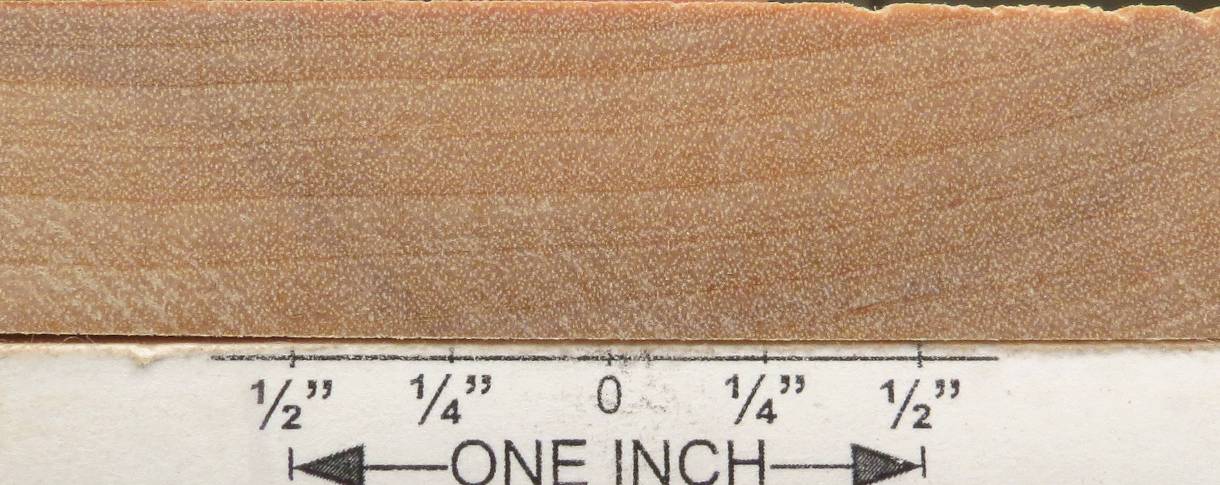 ½” ¼” 0 ¼” ½”
ONE INCH